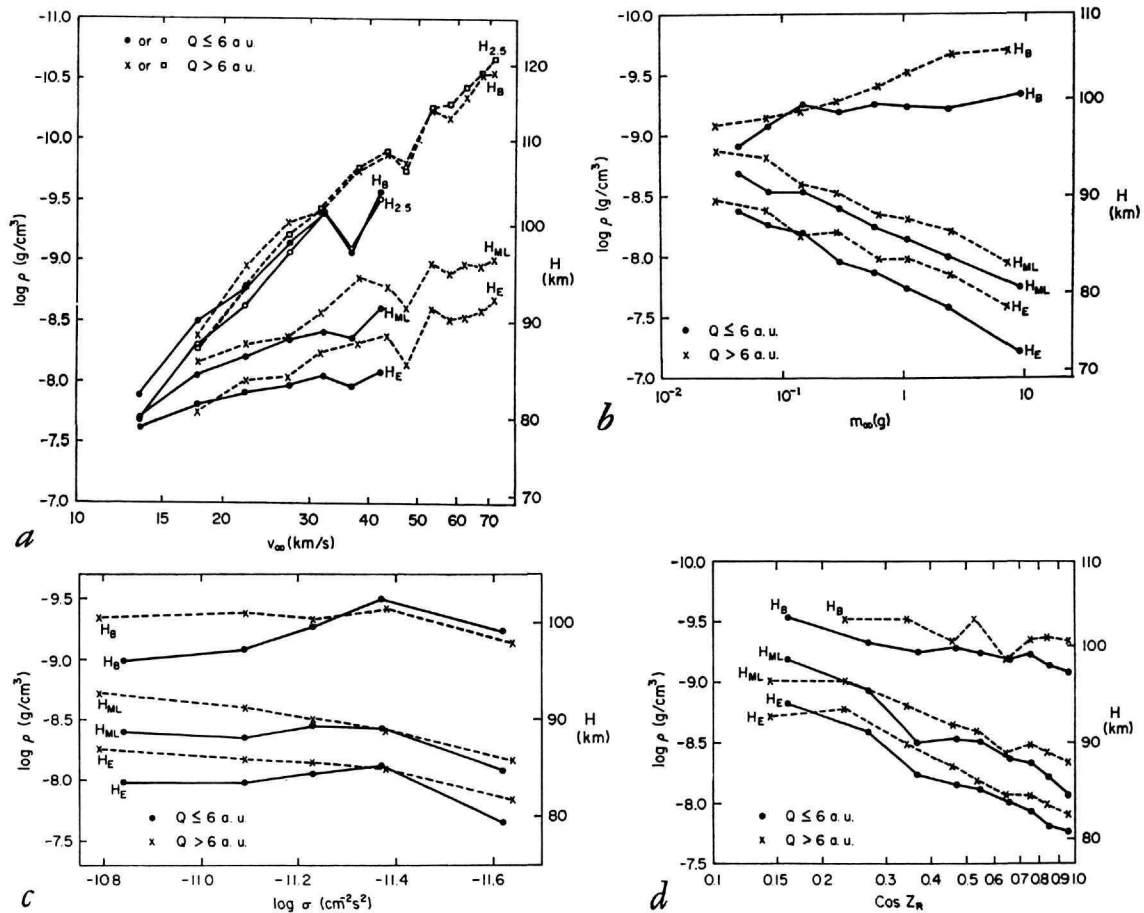 -11.0
-10.5
-10.0
-9.5
-9.0
-8.5
-8.0
-7.5
-7.0
log ρ (g/cm³)
• or ○ Q ≤ 6 a.u.
× or □ Q > 6 a.u.
H2.5
HB
HB
H2.5
HML
HE
HML
HE
120
110
100
H
(km)
90
80
70
10 15 20 30 40 50 60 70
v∞ (km/s)
a
-10.0
-9.5
-9.0
-8.5
-8.0
-7.5
-7.0
log ρ (g/cm³)
HB
HB
HML
HML
HE
HE
• Q ≤ 6 a.u.
× Q > 6 a.u.
110
100
90
H
(km)
80
70
10⁻² 10⁻¹ 1 10
m∞(g)
b
-9.5
-9.0
-8.5
-8.0
-7.5
log ρ (g/cm³)
HB
HB
HML
HML
HE
HE
• Q ≤ 6 a.u.
× Q > 6 a.u.
100
90
H
(km)
80
-10.8 -11.0 -11.2 -11.4 -11.6
log σ (cm⁻²s²)
c
-10.0
-9.5
-9.0
-8.5
-8.0
-7.5
log ρ (g/cm³)
HB
HB
HML
HML
HE
HE
• Q ≤ 6 a.u.
× Q > 6 a.u.
110
100
H
(km)
90
80
0.1 0.15 0.2 0.3 0.4 0.5 0.6 0.7 0.8 0.9 1.0
Cos ZR
d